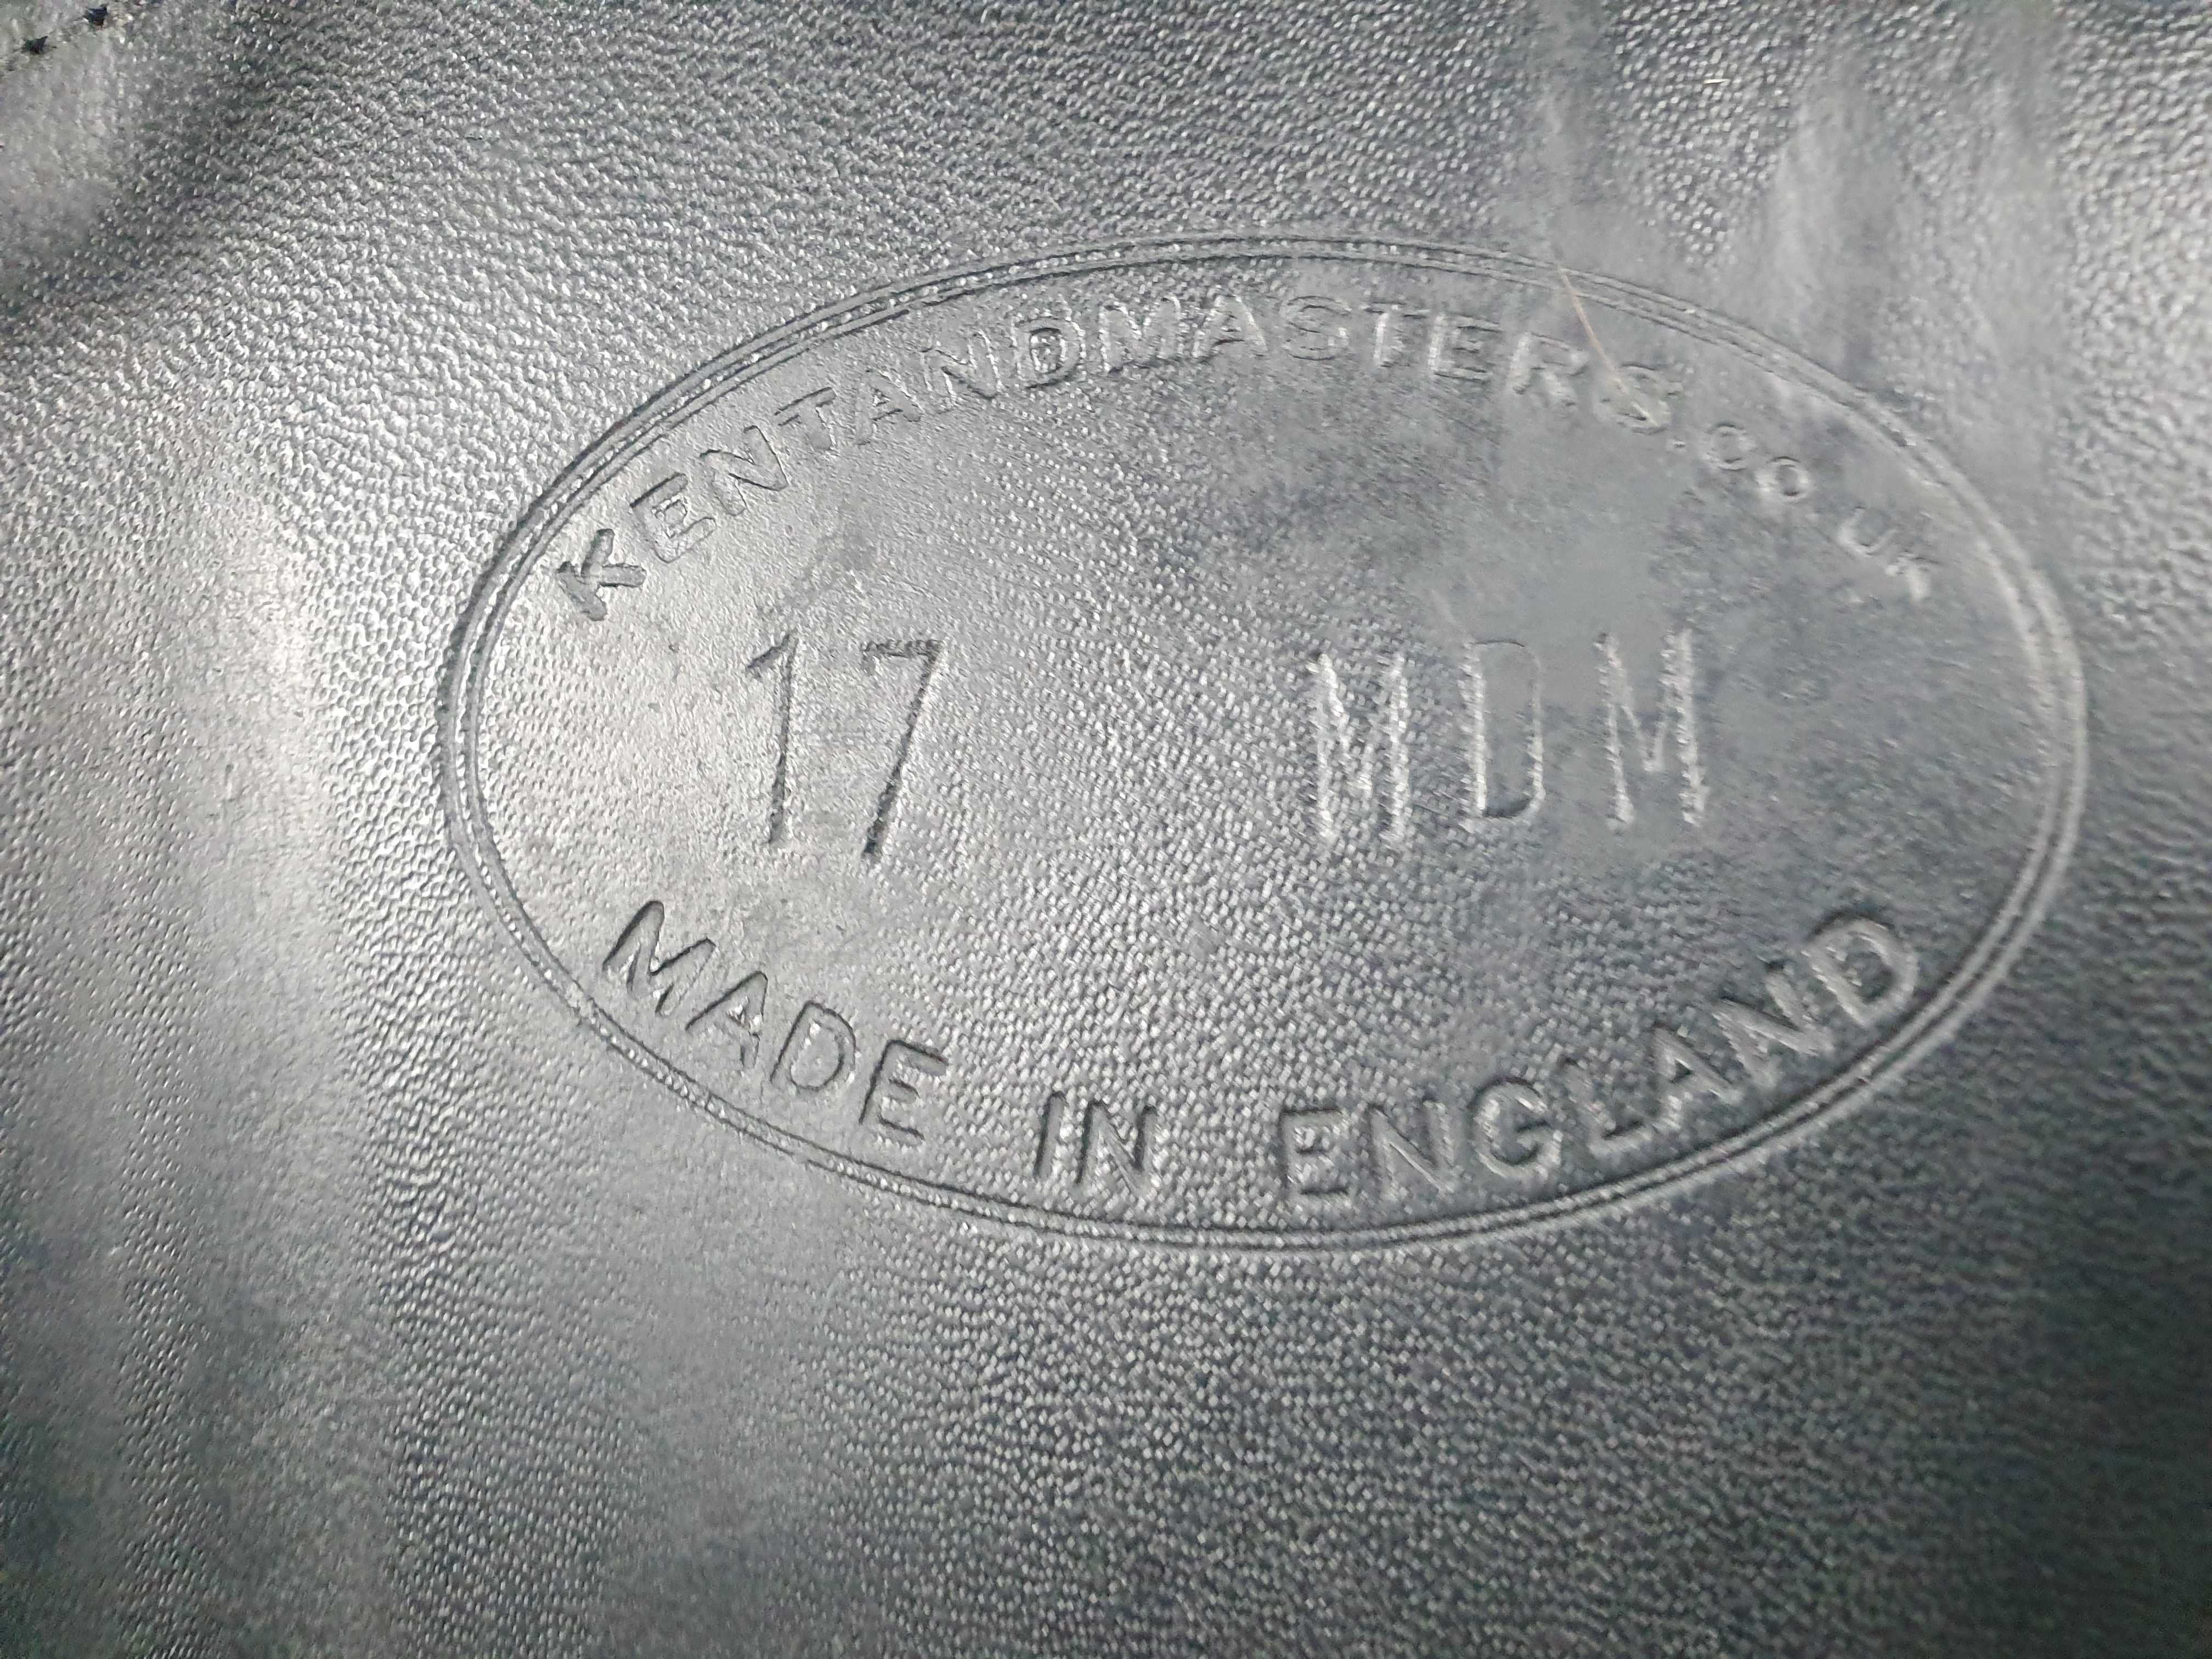 KENTANDMASTERS.CO.UK
17 MDM
MADE IN ENGLAND